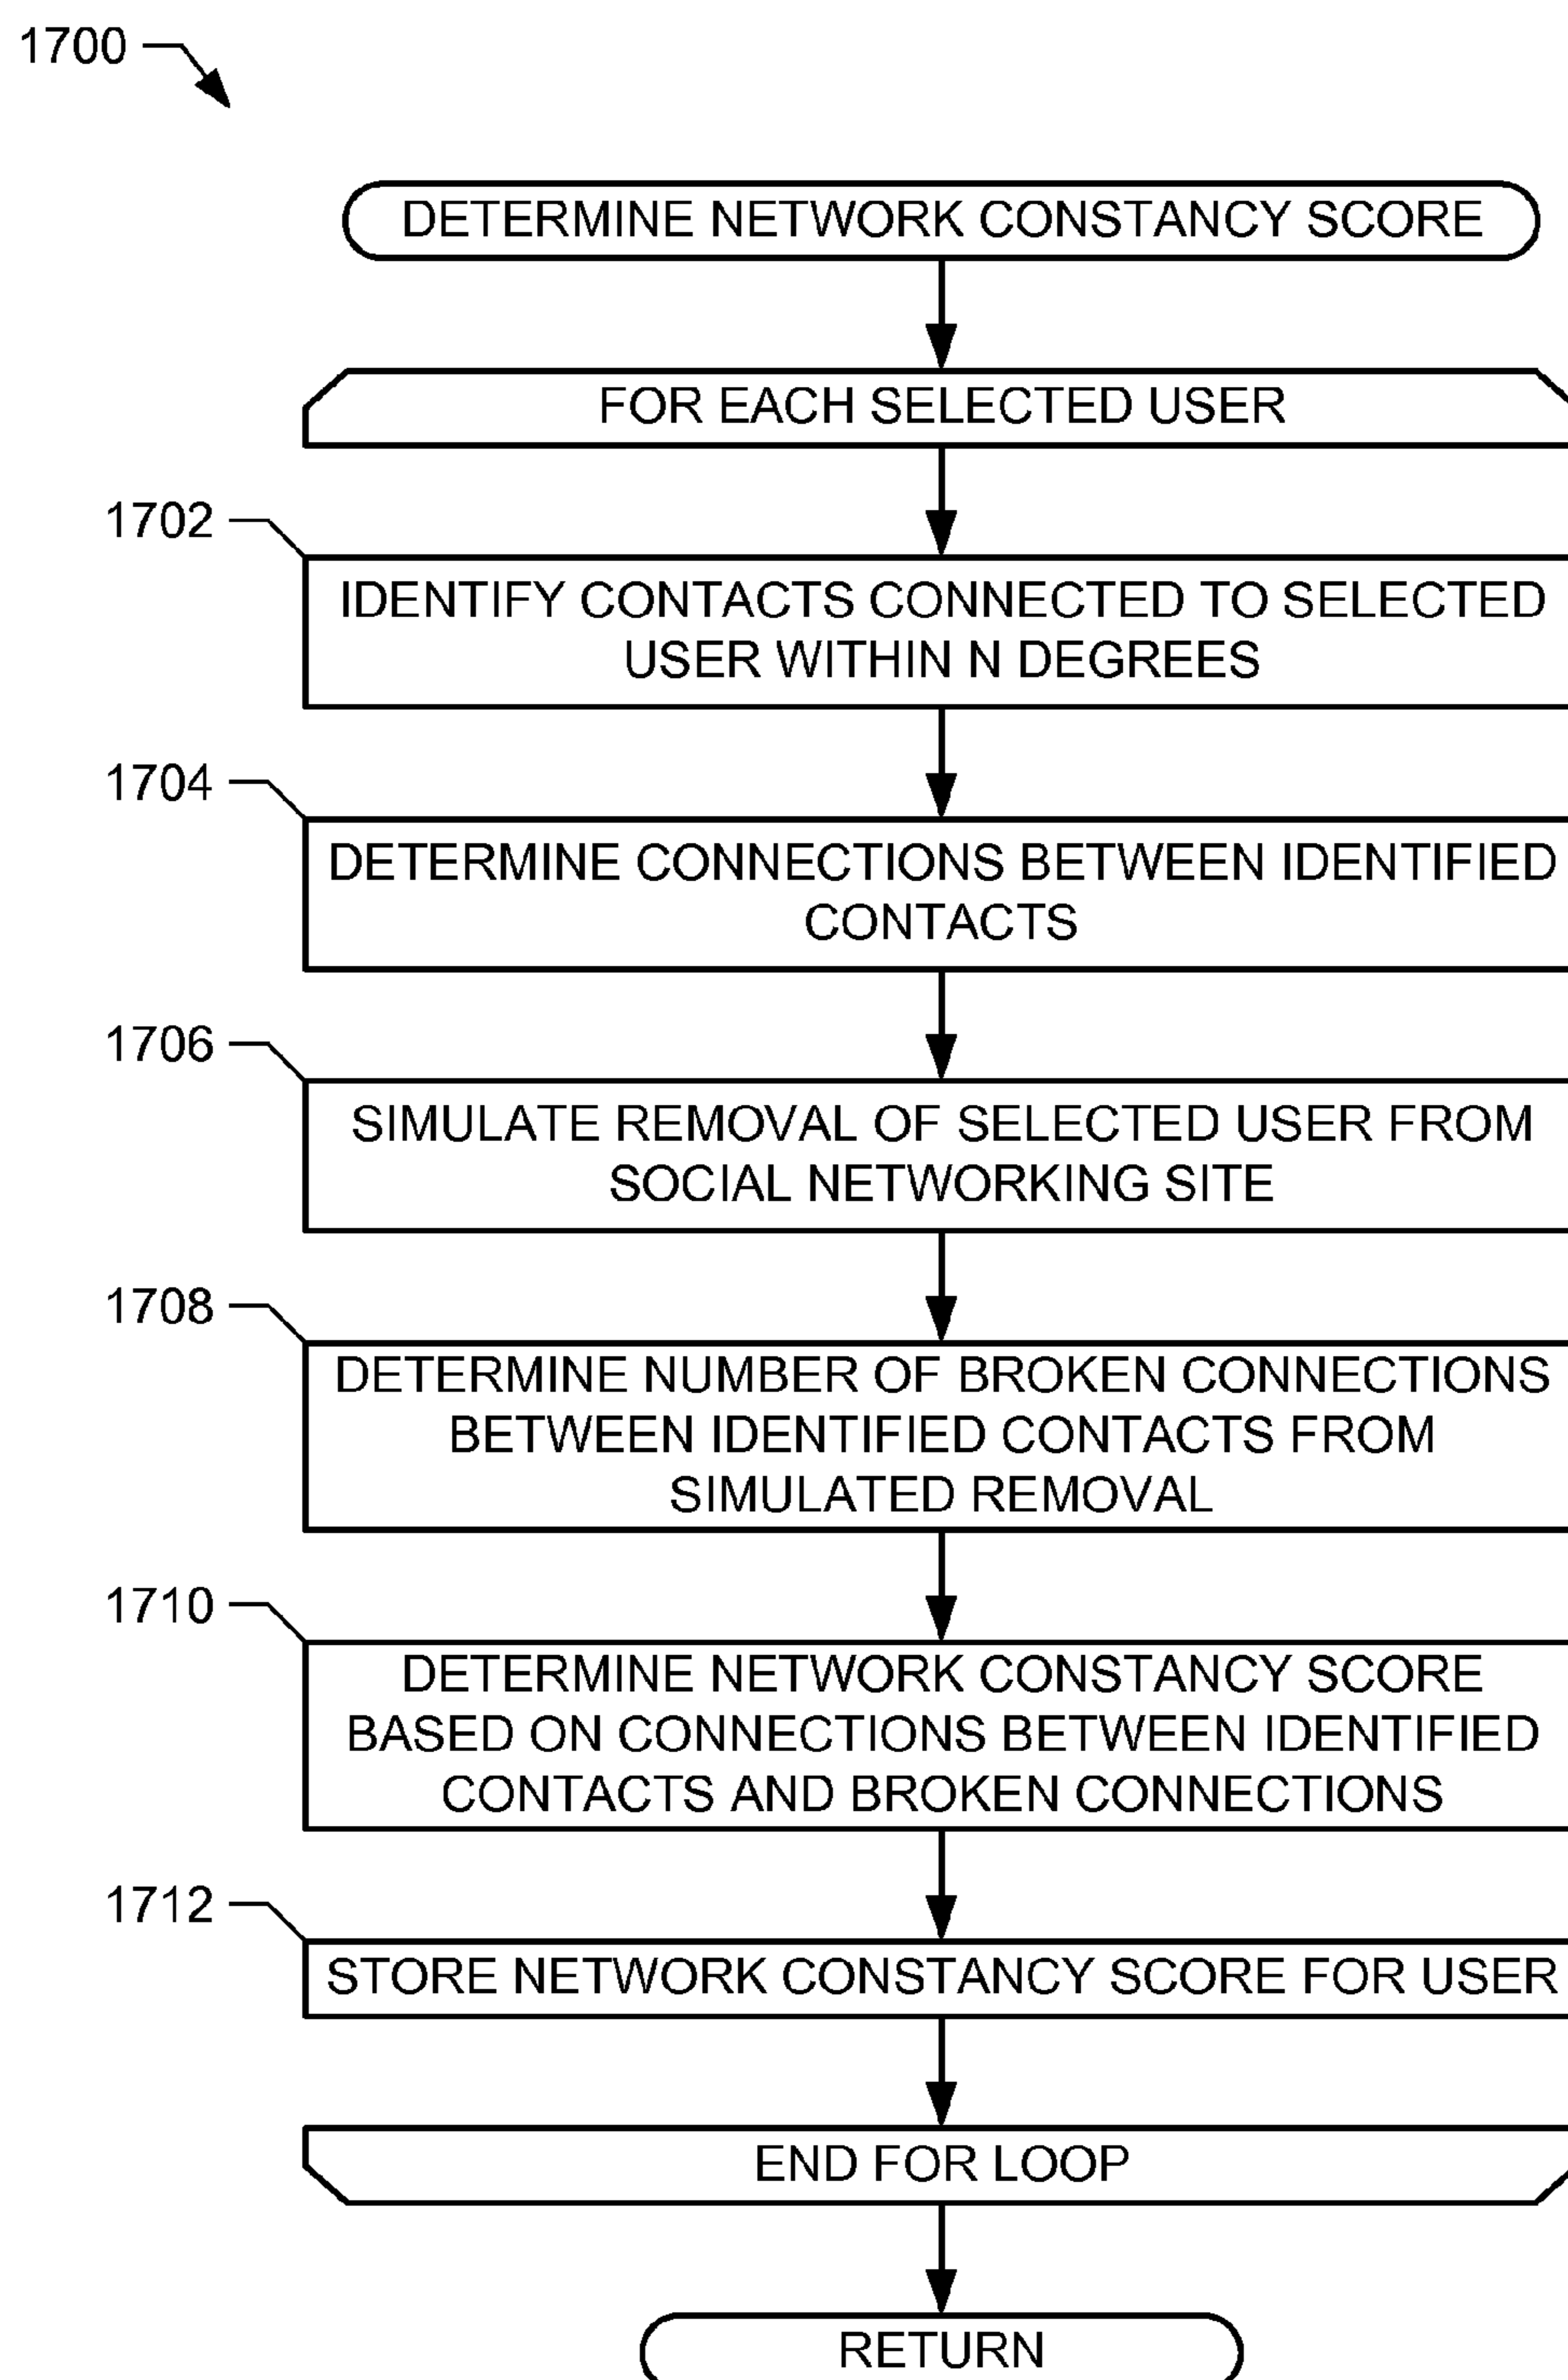 1700
DETERMINE NETWORK CONSTANCY SCORE
FOR EACH SELECTED USER
1702
IDENTIFY CONTACTS CONNECTED TO SELECTED
USER WITHIN N DEGREES
1704
DETERMINE CONNECTIONS BETWEEN IDENTIFIED
CONTACTS
1706
SIMULATE REMOVAL OF SELECTED USER FROM
SOCIAL NETWORKING SITE
1708
DETERMINE NUMBER OF BROKEN CONNECTIONS
BETWEEN IDENTIFIED CONTACTS FROM
SIMULATED REMOVAL
1710
DETERMINE NETWORK CONSTANCY SCORE
BASED ON CONNECTIONS BETWEEN IDENTIFIED
CONTACTS AND BROKEN CONNECTIONS
1712
STORE NETWORK CONSTANCY SCORE FOR USER
END FOR LOOP
RETURN